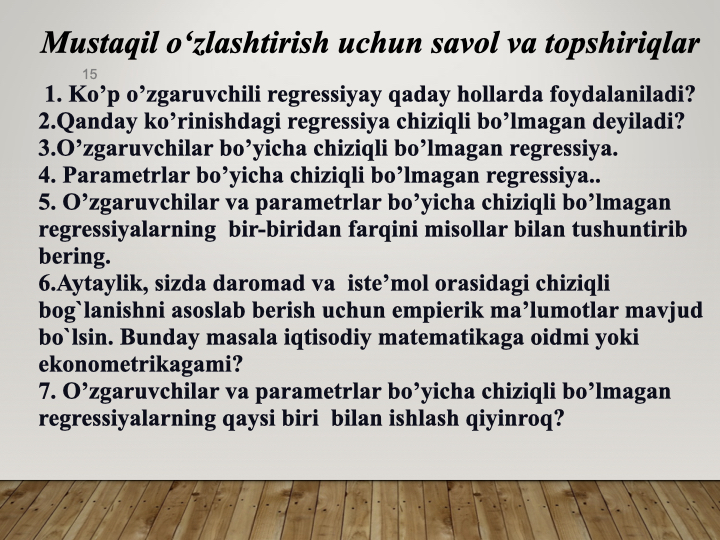 Mustaqil o‘zlashtirish uchun savol va topshiriqlar
15
1. Ko’p o’zgaruvchili regressiyay qaday hollarda foydalaniladi?
2.Qanday ko’rinishdagi regressiya chiziqli bo’lmagan deyiladi?
3.O’zgaruvchilar bo’yicha chiziqli bo’lmagan regressiya.
4. Parametrlar bo’yicha chiziqli bo’lmagan regressiya..
5. O’zgaruvchilar va parametrlar bo’yicha chiziqli bo’lmagan
regressiyalarning  bir-biridan farqini misollar bilan tushuntirib
bering.
6.Aytaylik, sizda daromad va  iste’mol orasidagi chiziqli
bog`lanishni asoslab berish uchun empierik ma’lumotlar mavjud
bo`lsin. Bunday masala iqtisodiy matematikaga oidmi yoki
ekonometrikagami?
7. O’zgaruvchilar va parametrlar bo’yicha chiziqli bo’lmagan
regressiyalarning qaysi biri  bilan ishlash qiyinroq?